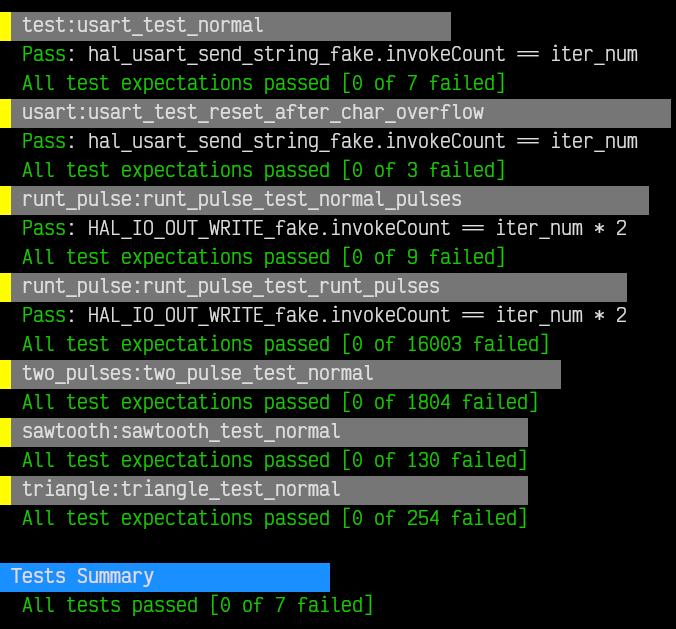 test:usart_test_normal
Pass: hal_usart_send_string_fake.invokeCount == iter_num
All test expectations passed [0 of 7 failed]
usart:usart_test_reset_after_char_overflow
Pass: hal_usart_send_string_fake.invokeCount == iter_num
All test expectations passed [0 of 3 failed]
runt_pulse:runt_pulse_test_normal_pulses
Pass: HAL_IO_OUT_WRITE_fake.invokeCount == iter_num * 2
All test expectations passed [0 of 9 failed]
runt_pulse:runt_pulse_test_runt_pulses
Pass: HAL_IO_OUT_WRITE_fake.invokeCount == iter_num * 2
All test expectations passed [0 of 16003 failed]
two_pulses:two_pulse_test_normal
All test expectations passed [0 of 1804 failed]
sawtooth:sawtooth_test_normal
All test expectations passed [0 of 130 failed]
triangle:triangle_test_normal
All test expectations passed [0 of 254 failed]
Tests Summary
All tests passed [0 of 7 failed]